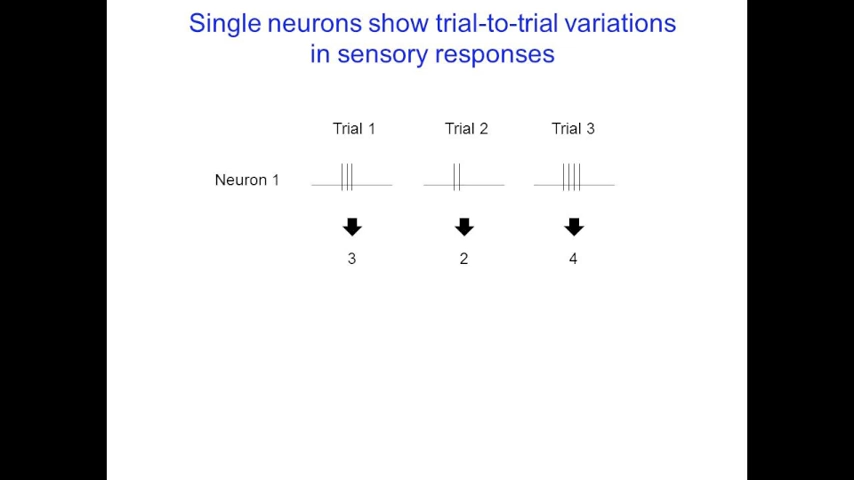 Single neurons show trial-to-trial variations
in sensory responses
Trial 1 Trial 2 Trial 3
Neuron 1
3 2 4